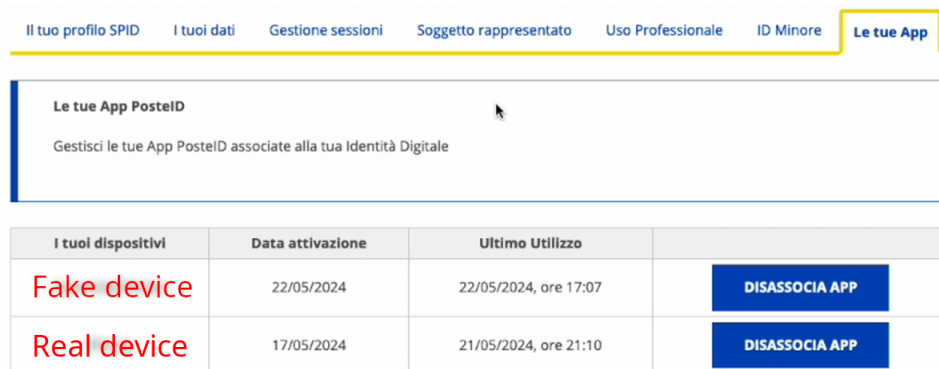 Il tuo profilo SPID I tuoi dati Gestione sessioni Soggetto rappresentato Uso Professionale ID Minore Le tue App
Le tue App PosteID
Gestisci le tue App PosteID associate alla tua Identità Digitale
I tuoi dispositivi Data attivazione Ultimo Utilizzo
Fake device 22/05/2024 22/05/2024, ore 17:07 DISASSOCIA APP
Real device 17/05/2024 21/05/2024, ore 21:10 DISASSOCIA APP